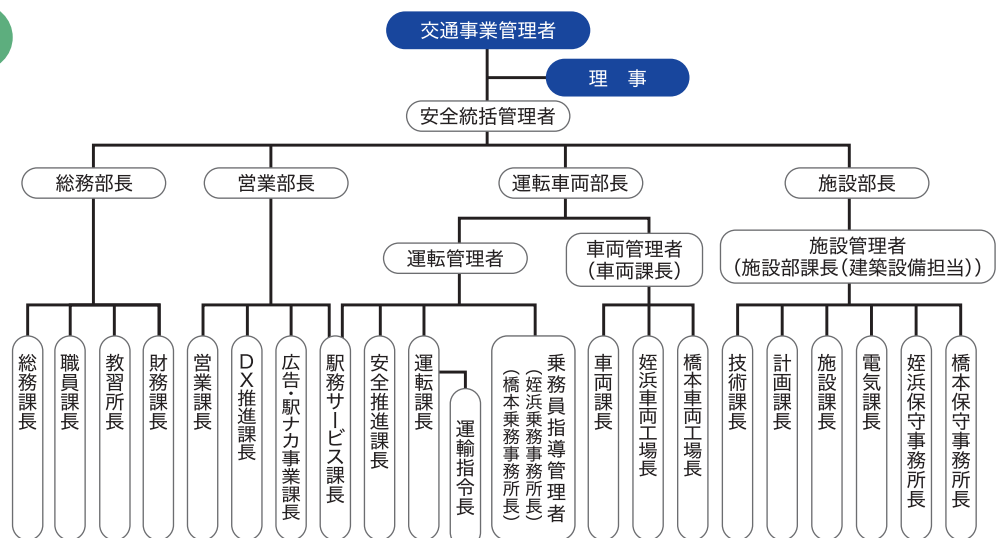 交通事業管理者
理　事
安全統括管理者
総務部長
営業部長
運転車両部長
施設部長
運転管理者
車両管理者
（車両課長）
施設管理者
（施設部課長（建築設備担当））
総務課長
職員課長
教習所長
財務課長
営業課長
DX推進課長
広告・駅ナカ事業課長
駅務サービス課長
安全推進課長
運転課長
運輸指令長
乗務員指導管理者
（姪浜乗務事務所長）
（橋本乗務事務所長）
車両課長
姪浜車両工場長
橋本車両工場長
技術課長
計画課長
施設課長
電気課長
姪浜保守事務所長
橋本保守事務所長